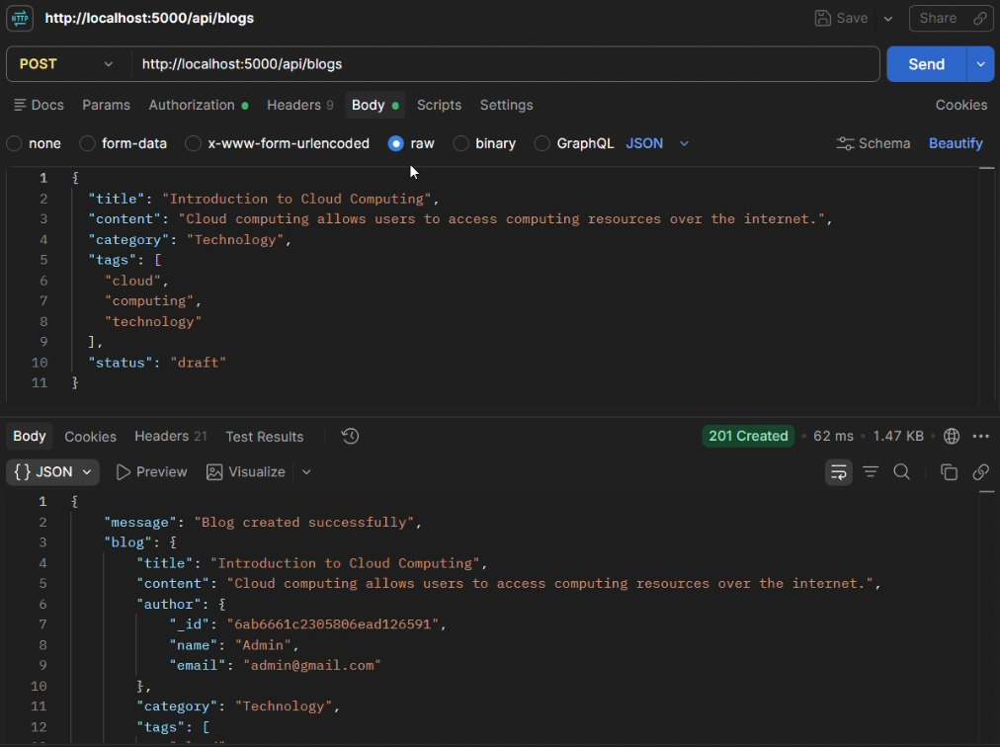 HTTP http://localhost:5000/api/blogs Save Share
POST http://localhost:5000/api/blogs Send
Docs Params Authorization Headers 9 Body Scripts Settings Cookies
none form-data x-www-form-urlencoded raw binary GraphQL JSON Schema Beautify
1 {
2 "title": "Introduction to Cloud Computing",
3 "content": "Cloud computing allows users to access computing resources over the internet.",
4 "category": "Technology",
5 "tags": [
6 "cloud",
7 "computing",
8 "technology"
9 ],
10 "status": "draft"
11 }
Body Cookies Headers 21 Test Results 201 Created • 62 ms • 1.47 KB •
{} JSON Preview Visualize
1 {
2 "message": "Blog created successfully",
3 "blog": {
4 "title": "Introduction to Cloud Computing",
5 "content": "Cloud computing allows users to access computing resources over the internet.",
6 "author": {
7 "_id": "6ab6661c2305806ead126591",
8 "name": "Admin",
9 "email": "admin@gmail.com"
10 },
11 "category": "Technology",
12 "tags": [